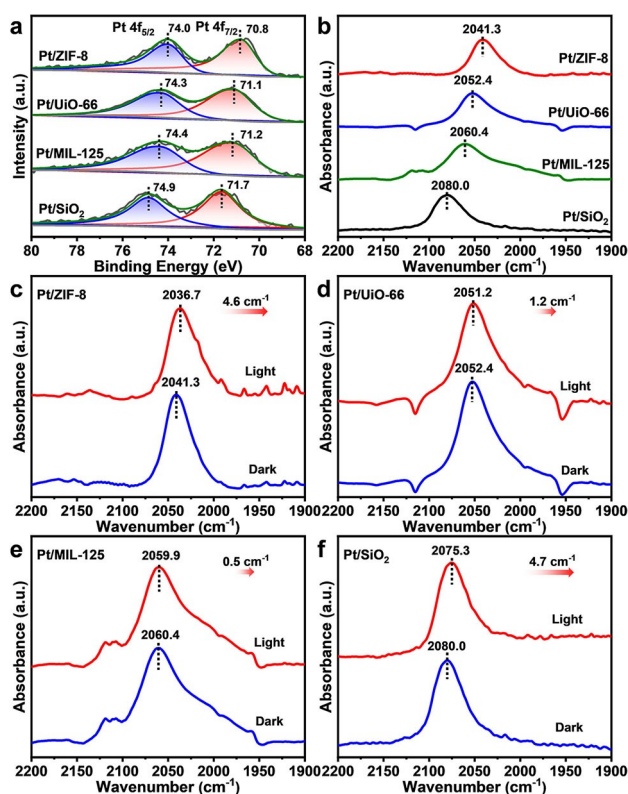 a
Pt 4f5/2
Pt 4f7/2
74.0
70.8
Pt/ZIF-8
74.3
71.1
Pt/UiO-66
74.4
71.2
Pt/MIL-125
74.9
71.7
Pt/SiO2
Intensity (a.u.)
80 78 76 74 72 70 68
Binding Energy (eV)
b
2041.3
Pt/ZIF-8
2052.4
Pt/UiO-66
2060.4
Pt/MIL-125
2080.0
Pt/SiO2
Absorbance (a.u.)
2200 2150 2100 2050 2000 1950 1900
Wavenumber (cm-1)
c
Pt/ZIF-8
2036.7
4.6 cm-1
Light
2041.3
Dark
Absorbance (a.u.)
2200 2150 2100 2050 2000 1950 1900
Wavenumber (cm-1)
d
Pt/UiO-66
2051.2
1.2 cm-1
Light
2052.4
Dark
Absorbance (a.u.)
2200 2150 2100 2050 2000 1950 1900
Wavenumber (cm-1)
e
Pt/MIL-125
2059.9
0.5 cm-1
Light
2060.4
Dark
Absorbance (a.u.)
2200 2150 2100 2050 2000 1950 1900
Wavenumber (cm-1)
f
Pt/SiO2
2075.3
4.7 cm-1
Light
2080.0
Dark
Absorbance (a.u.)
2200 2150 2100 2050 2000 1950 1900
Wavenumber (cm-1)